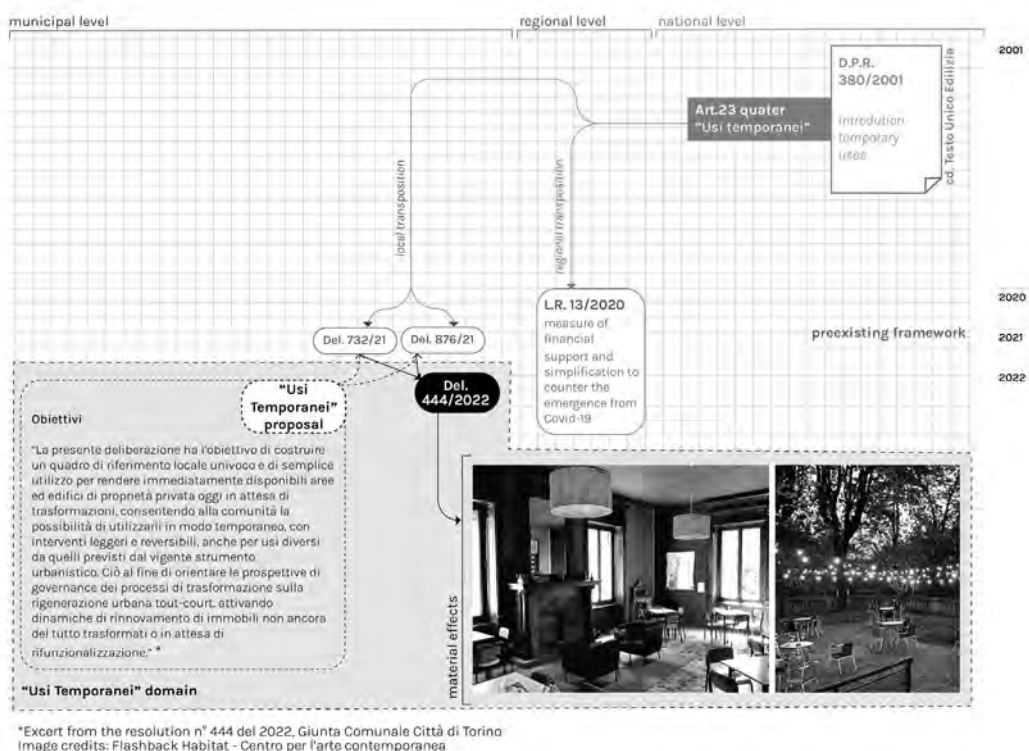 municipal level
regional level
national level
2001
D.P.R.
380/2001
introdution
temporary
uses
cd. Testo Unico Edilizia
Art.23 quater
"Usi temporanei"
local transposition
regional transposition
2020
L.R. 13/2020
measure of
financial
support and
simplification to
counter the
emergence from
Covid-19
preexisting framework
2021
2022
Del. 732/21
Del. 876/21
"Usi
Temporanei"
proposal
Del.
444/2022
Obiettivi
"La presente deliberazione ha l'obiettivo di costruire
un quadro di riferimento locale univoco e di semplice
utilizzo per rendere immediatamente disponibili aree
ed edifici di proprietà privata oggi in attesa di
trasformazioni, consentendo alla comunità la
possibilità di utilizzarli in modo temporaneo, con
interventi leggeri e reversibili, anche per usi diversi
da quelli previsti dal vigente strumento
urbanistico. Ciò al fine di orientare le prospettive di
governance dei processi di trasformazione sulla
rigenerazione urbana tout-court, attivando
dinamiche di rinnovamento di immobili non ancora
del tutto trasformati o in attesa di
rifunzionalizzazione." *
material effects
"Usi Temporanei" domain
*Excert from the resolution n° 444 del 2022, Giunta Comunale Città di Torino
Image credits: Flashback Habitat - Centro per l'arte contemporanea